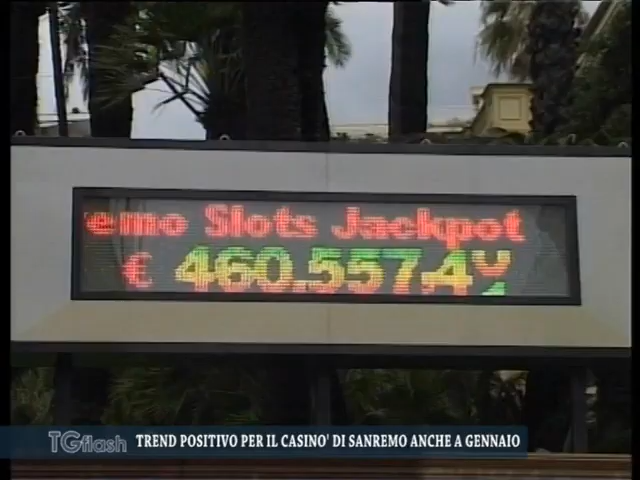 emo Slots Jackpot
€ 460.557.4
TGflash TREND POSITIVO PER IL CASINO' DI SANREMO ANCHE A GENNAIO